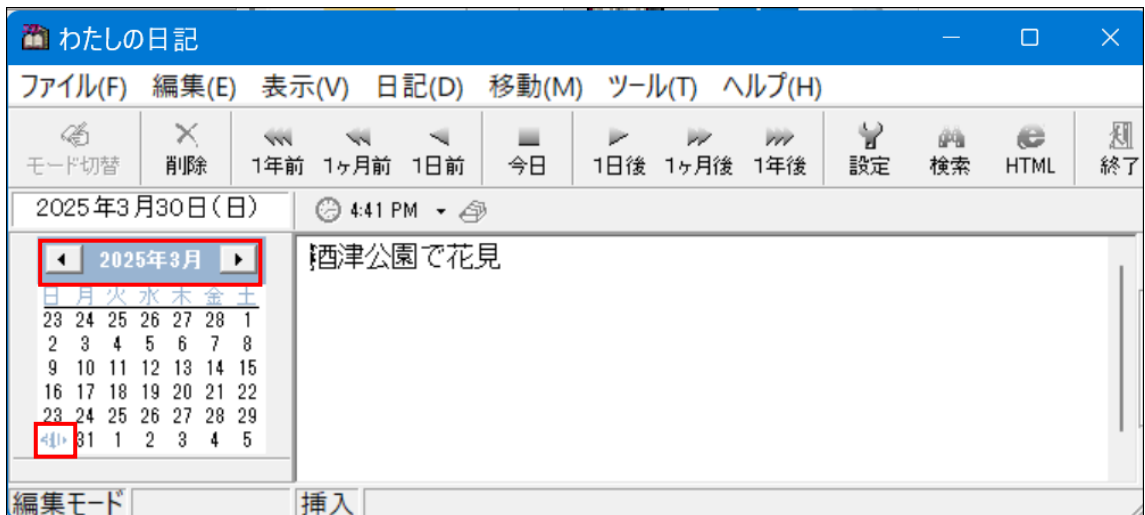 わたしの日記
ファイル(F) 編集(E) 表示(V) 日記(D) 移動(M) ツール(T) ヘルプ(H)
モード切替 削除 1年前 1ヶ月前 1日前 今日 1日後 1ヶ月後 1年後 設定 検索 HTML 終了
2025年3月30日(日) 4:41 PM
2025年3月
酒津公園で花見
日 月 火 水 木 金 土
23 24 25 26 27 28 1
2 3 4 5 6 7 8
9 10 11 12 13 14 15
16 17 18 19 20 21 22
23 24 25 26 27 28 29
31 1 2 3 4 5
編集モード 挿入